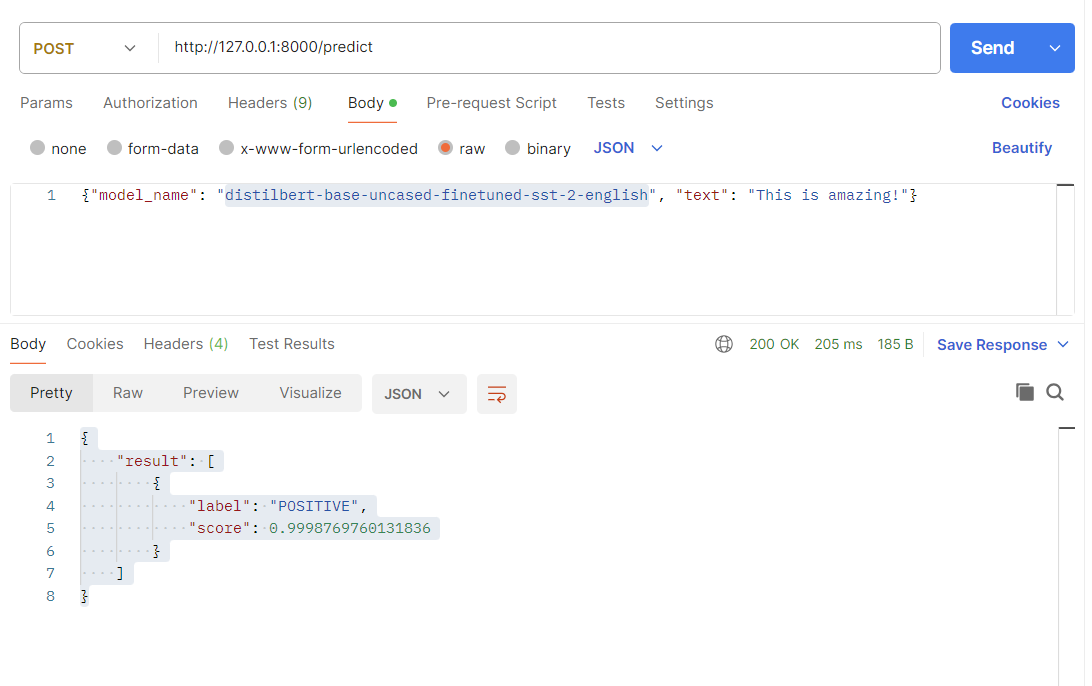 POST http://127.0.0.1:8000/predict Send
Params Authorization Headers (9) Body Pre-request Script Tests Settings Cookies
none form-data x-www-form-urlencoded raw binary JSON Beautify
1 {"model_name": "distilbert-base-uncased-finetuned-sst-2-english", "text": "This is amazing!"}
Body Cookies Headers (4) Test Results 200 OK 205 ms 185 B Save Response
Pretty Raw Preview Visualize JSON
1 {
2 "result": [
3 {
4 "label": "POSITIVE",
5 "score": 0.9998769760131836
6 }
7 ]
8 }